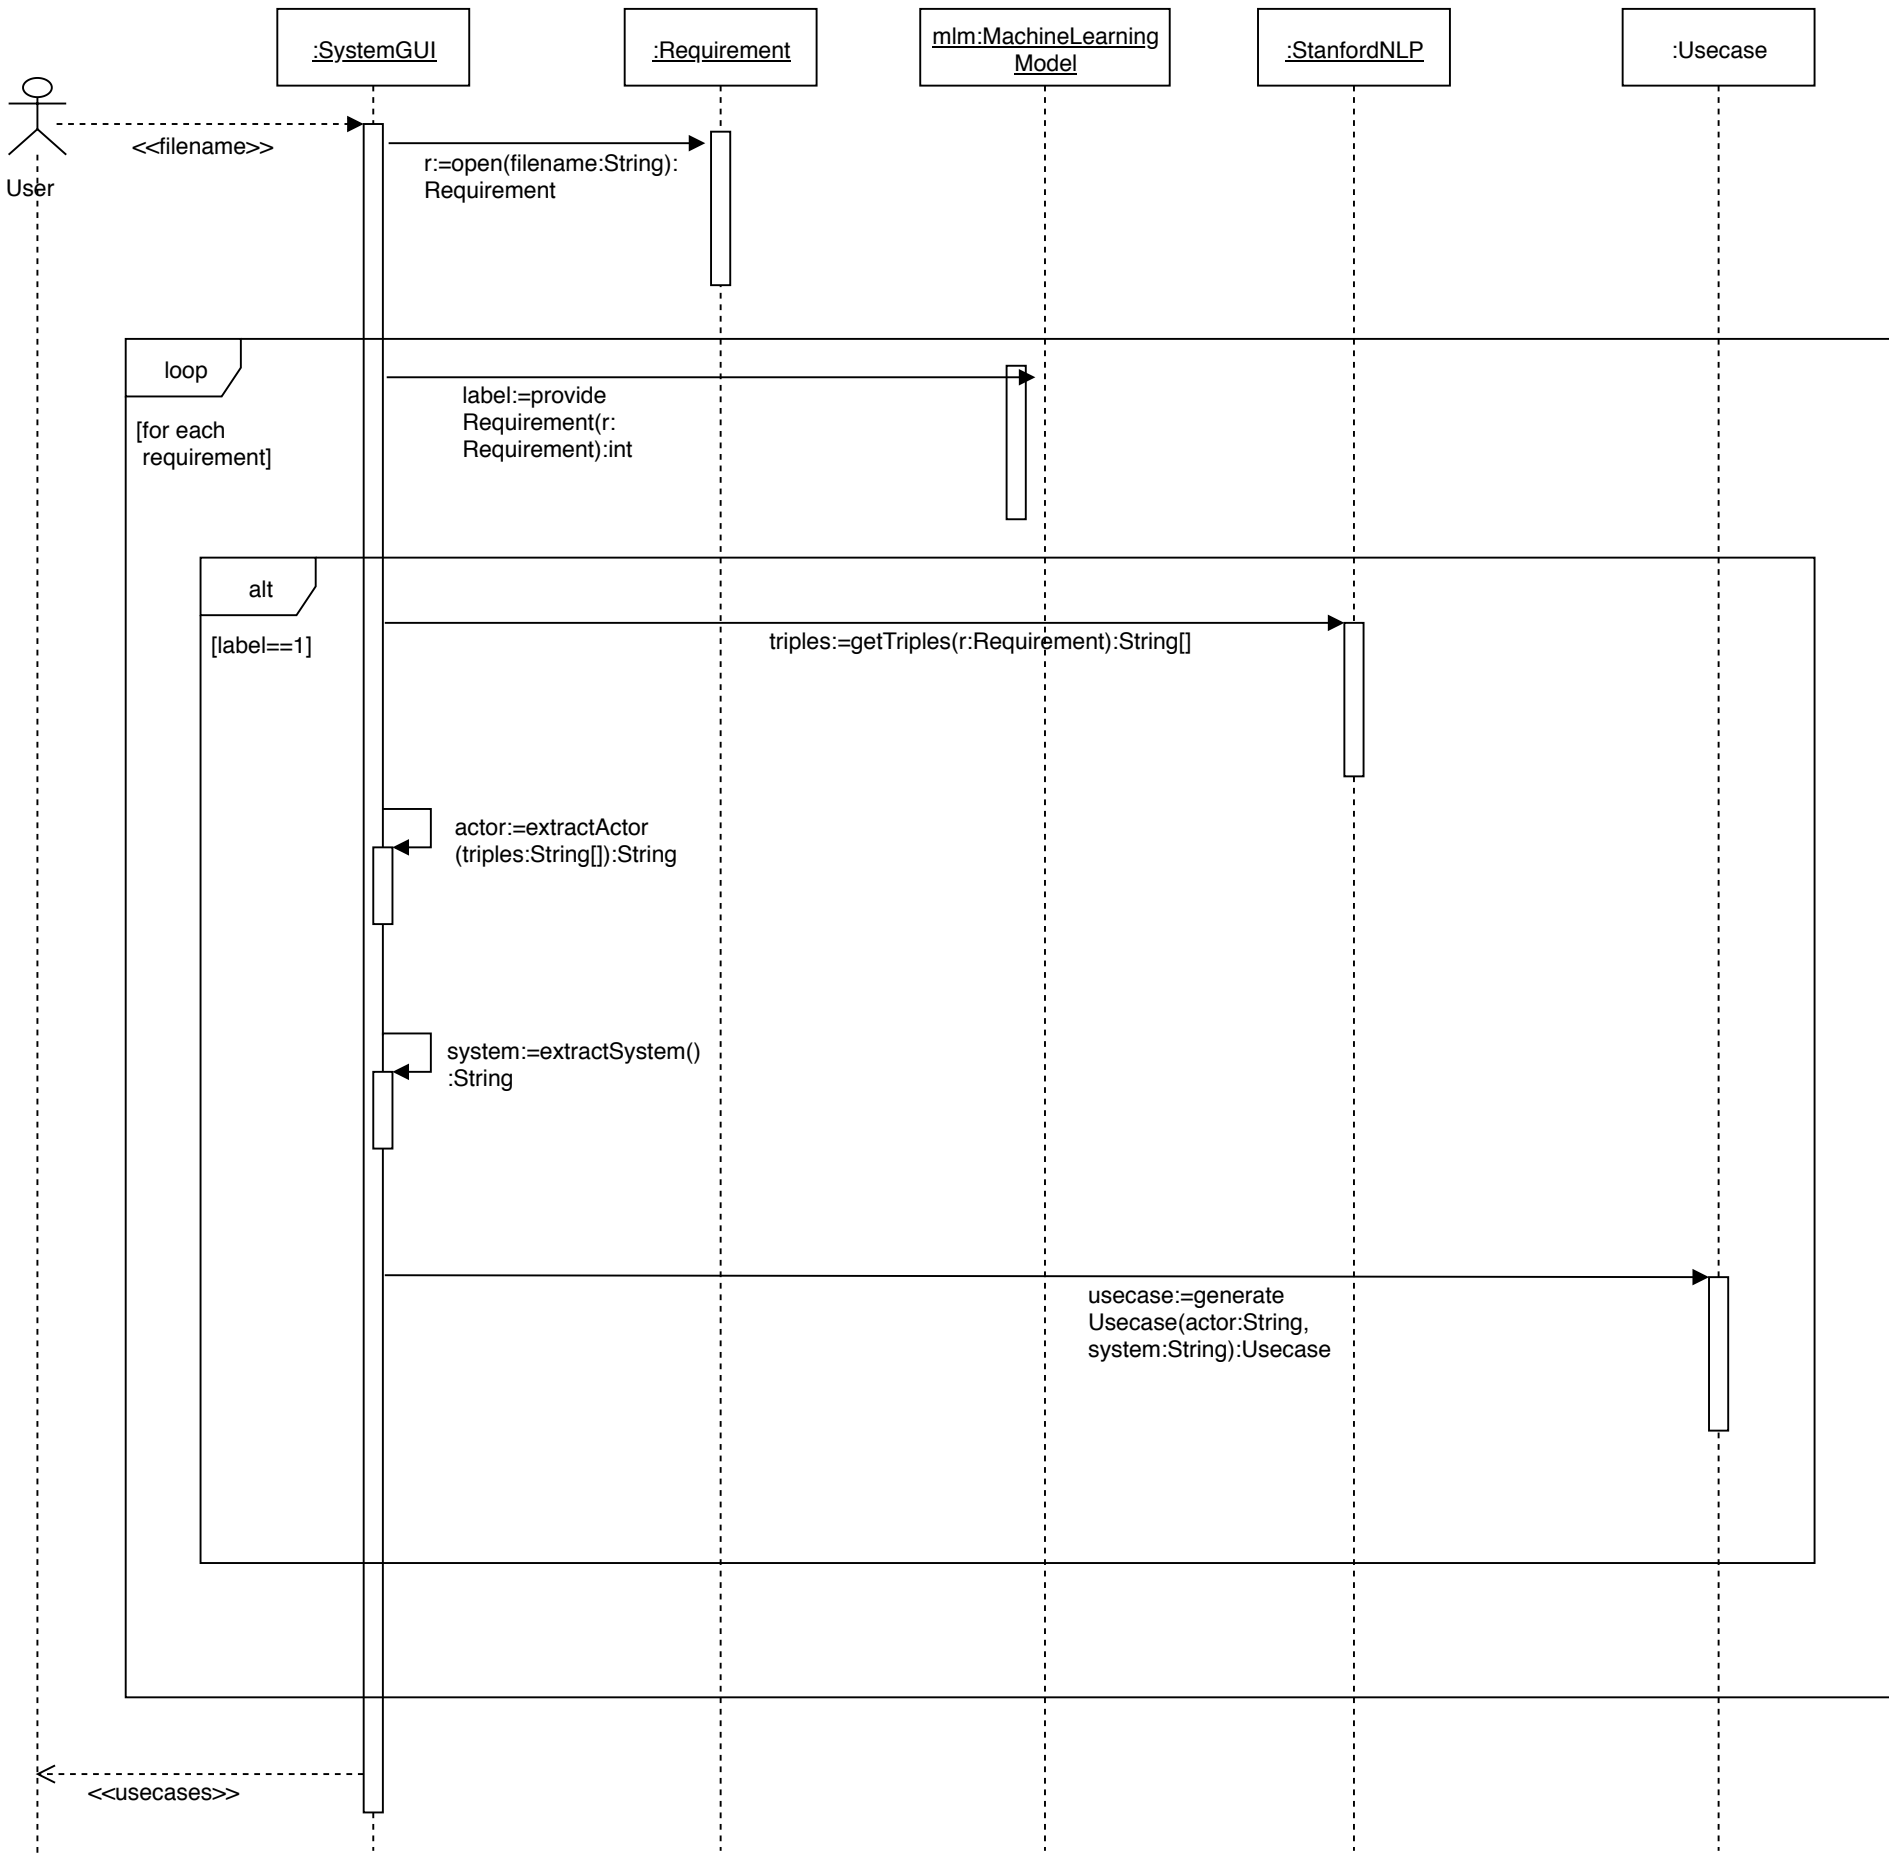 :SystemGUI
:Requirement
mlm:MachineLearning
Model
:StanfordNLP
:Usecase
User
<<filename>>
r:=open(filename:String):
Requirement
loop
[for each
requirement]
label:=provide
Requirement(r:
Requirement):int
alt
[label==1]
triples:=getTriples(r:Requirement):String[]
actor:=extractActor
(triples:String[]):String
system:=extractSystem()
:String
usecase:=generate
Usecase(actor:String,
system:String):Usecase
<<usecases>>